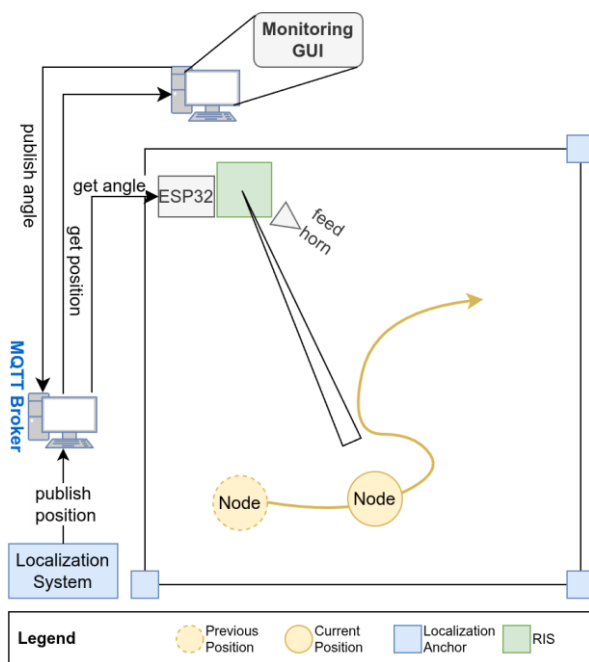 Monitoring
GUI
publish angle
get position
get angle
ESP32
feed
horn
MQTT Broker
publish
position
Node
Node
Localization
System
Legend
Previous
Position
Current
Position
Localization
Anchor
RIS